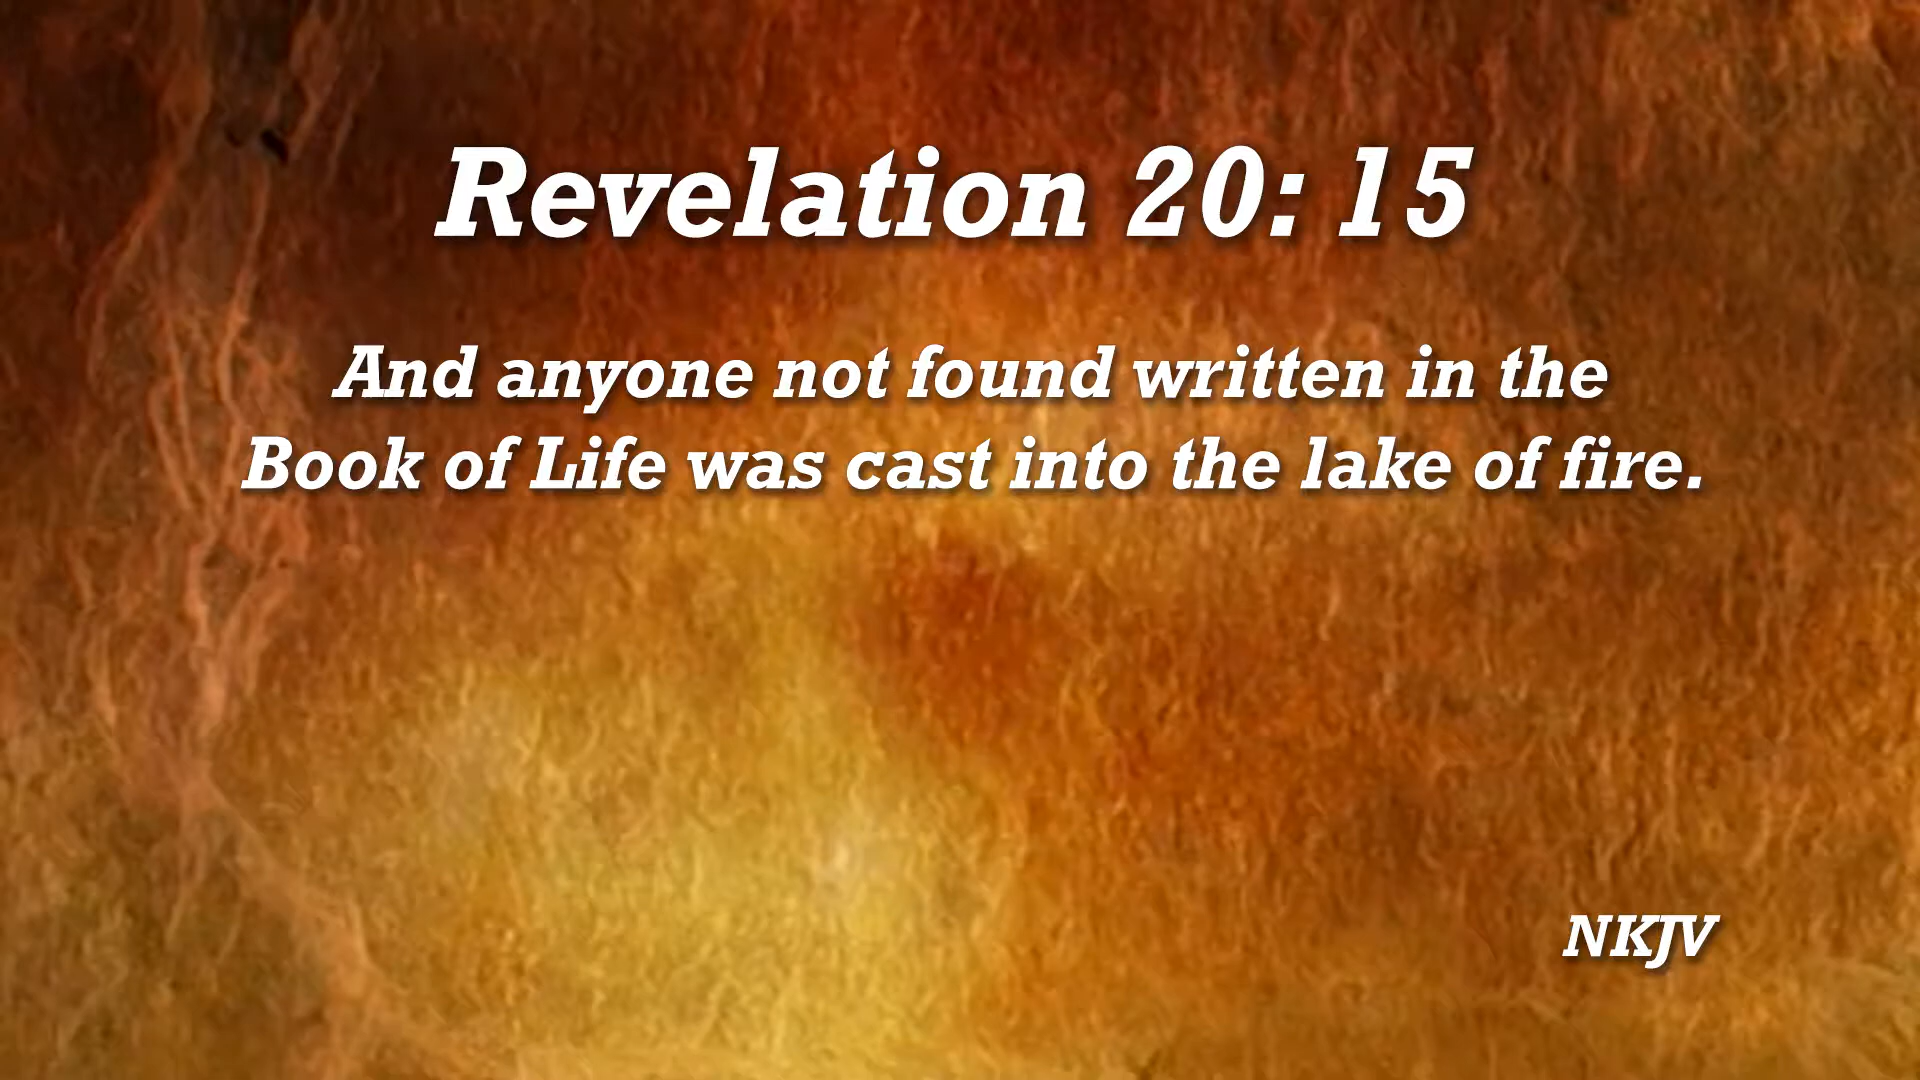 Revelation 20: 15
And anyone not found written in the
Book of Life was cast into the lake of fire.
NKJV